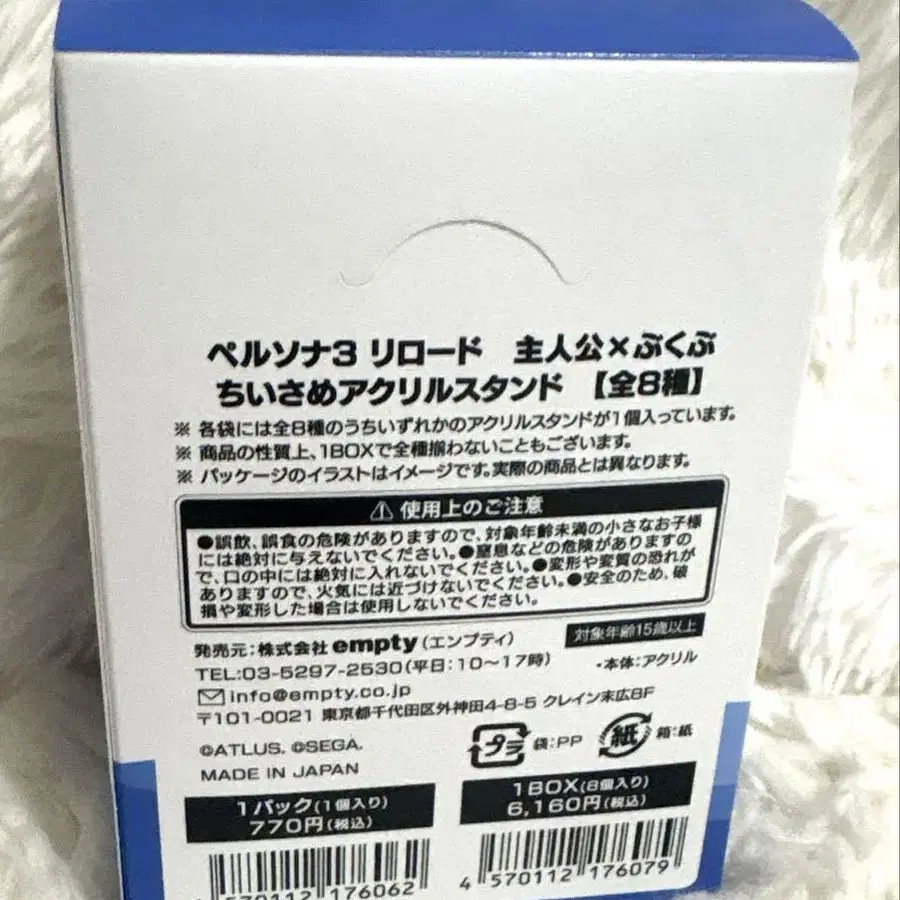 ペルソナ3 リロード　主人公×ぷくぷ
ちいさめアクリルスタンド　【全8種】
※ 各袋には全8種のうちいずれかのアクリルスタンドが1個入っています。
※ 商品の性質上、1BOXで全種揃わないこともございます。
※ パッケージのイラストはイメージです。実際の商品とは異なります。
⚠ 使用上のご注意
●誤飲、誤食の危険がありますので、対象年齢未満の小さなお子様
には絶対に与えないでください。●窒息などの危険がありますの
で、口の中には絶対に入れないでください。●変形や変質の恐れが
ありますので、火気には近づけないでください。●安全のため、破
損や変形した場合は使用しないでください。
発売元：株式会社empty(エンプティ)
対象年齢15歳以上
TEL:03-5297-2530(平日：10～17時)
・本体：アクリル
info@empty.co.jp
〒101-0021 東京都千代田区外神田4-8-5 クレイン末広8F
プラ 袋：PP 紙 箱：紙
©ATLUS. ©SEGA.
MADE IN JAPAN
1パック(1個入り)
770円(税込)
1BOX(8個入り)
6,160円(税込)
4 570112 176062
4 570112 176079